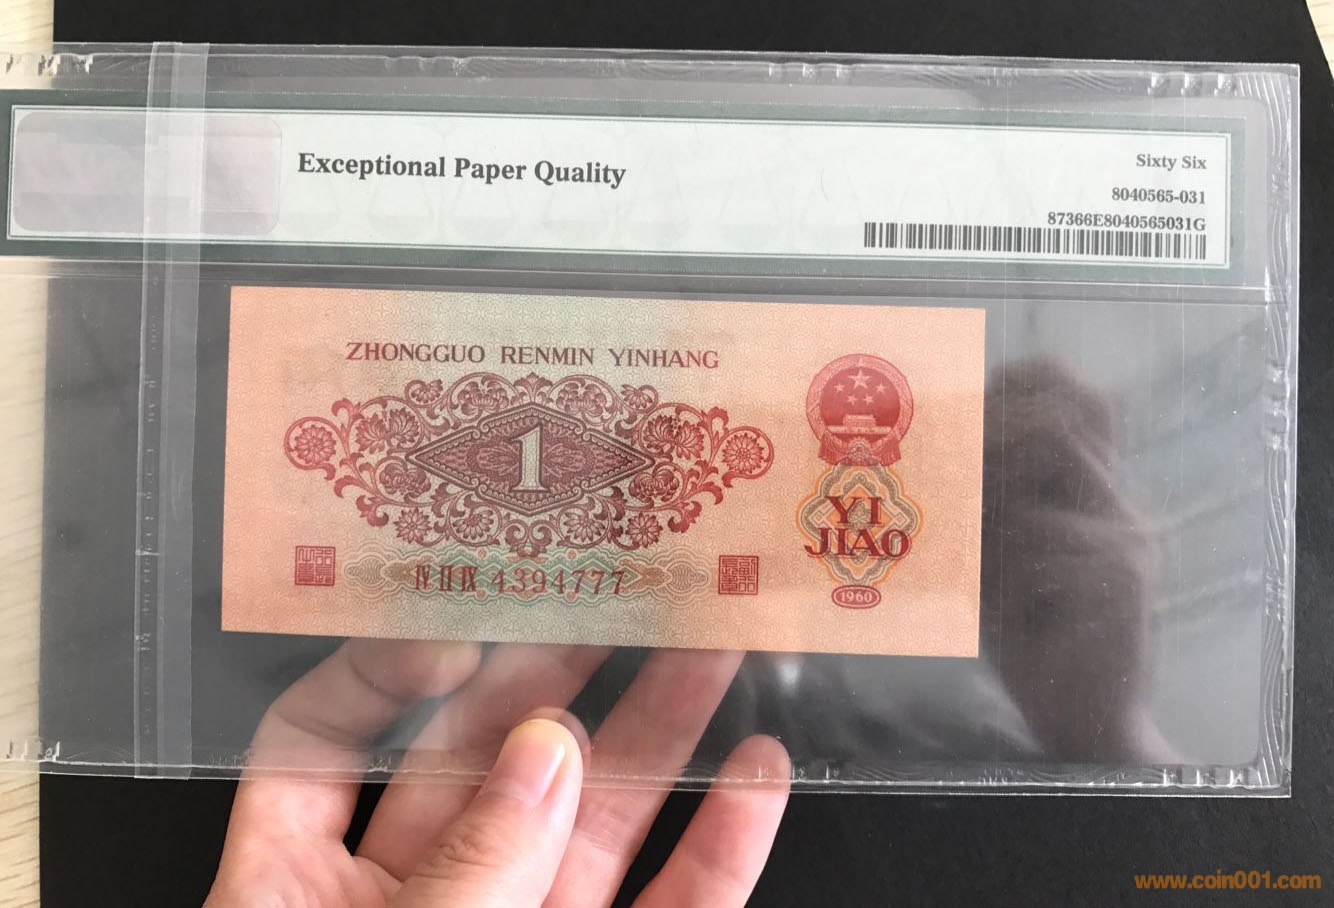 Exceptional Paper Quality
Sixty Six
8040565-031
87366E8040565031G
ZHONGGUO RENMIN YINHANG
1
YI
JIAO
IV II IX 4394777
1960
www.coin001.com